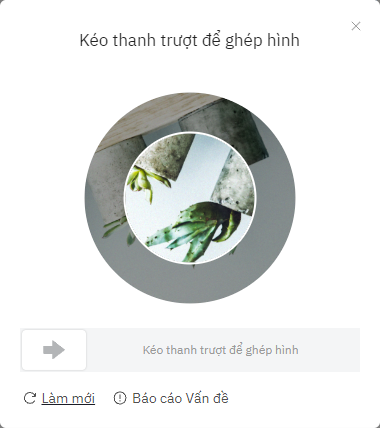 Kéo thanh trượt để ghép hình
Kéo thanh trượt để ghép hình
Làm mới
Báo cáo Vấn đề